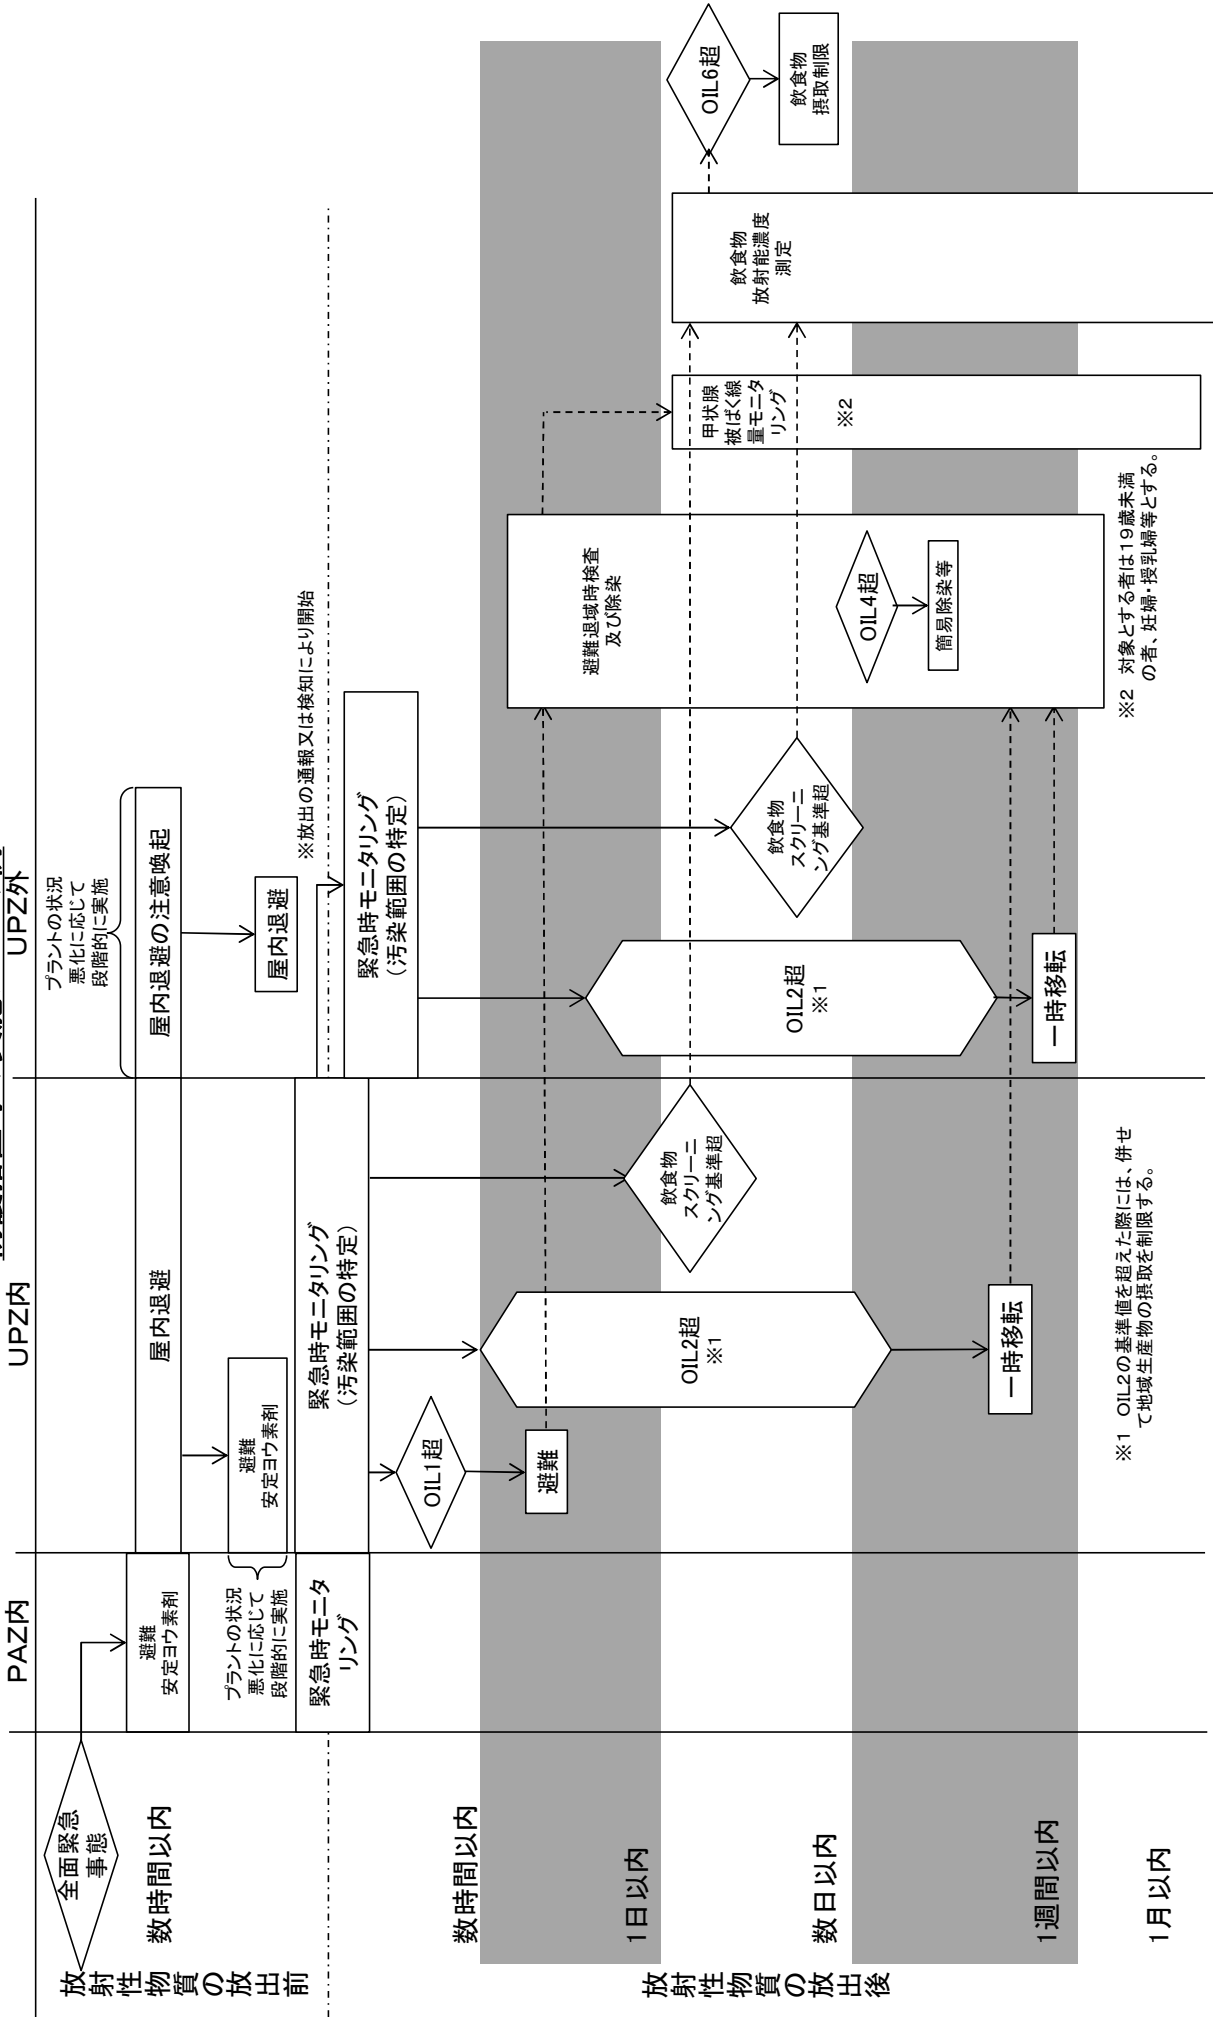 PAZ内
UPZ内
UPZ外
放射性物質の放出前
全面緊急
事態
数時間以内
避難
安定ヨウ素剤
プラントの状況
悪化に応じて
段階的に実施
緊急時モニタ
リング
屋内退避
避難
安定ヨウ素剤
緊急時モニタリング
(汚染範囲の特定)
プラントの状況
悪化に応じて
段階的に実施
屋内退避の注意喚起
屋内退避
※放出の通報又は検知により開始
緊急時モニタリング
(汚染範囲の特定)
放射性物質の放出後
数時間以内
1日以内
数日以内
1週間以内
1月以内
OIL1超
避難
OIL2超
※1
一時移転
飲食物
スクリーニ
ング基準超
OIL2超
※1
一時移転
飲食物
スクリーニ
ング基準超
避難退域時検査
及び除染
OIL4超
簡易除染等
甲状腺
被ばく線
量モニタ
リング
※2
飲食物
放射能濃度
測定
OIL6超
飲食物
摂取制限
※1 OIL2の基準値を超えた際には、併せ
て地域生産物の摂取を制限する。
※2 対象とする者は19歳未満
の者、妊婦・授乳婦等とする。